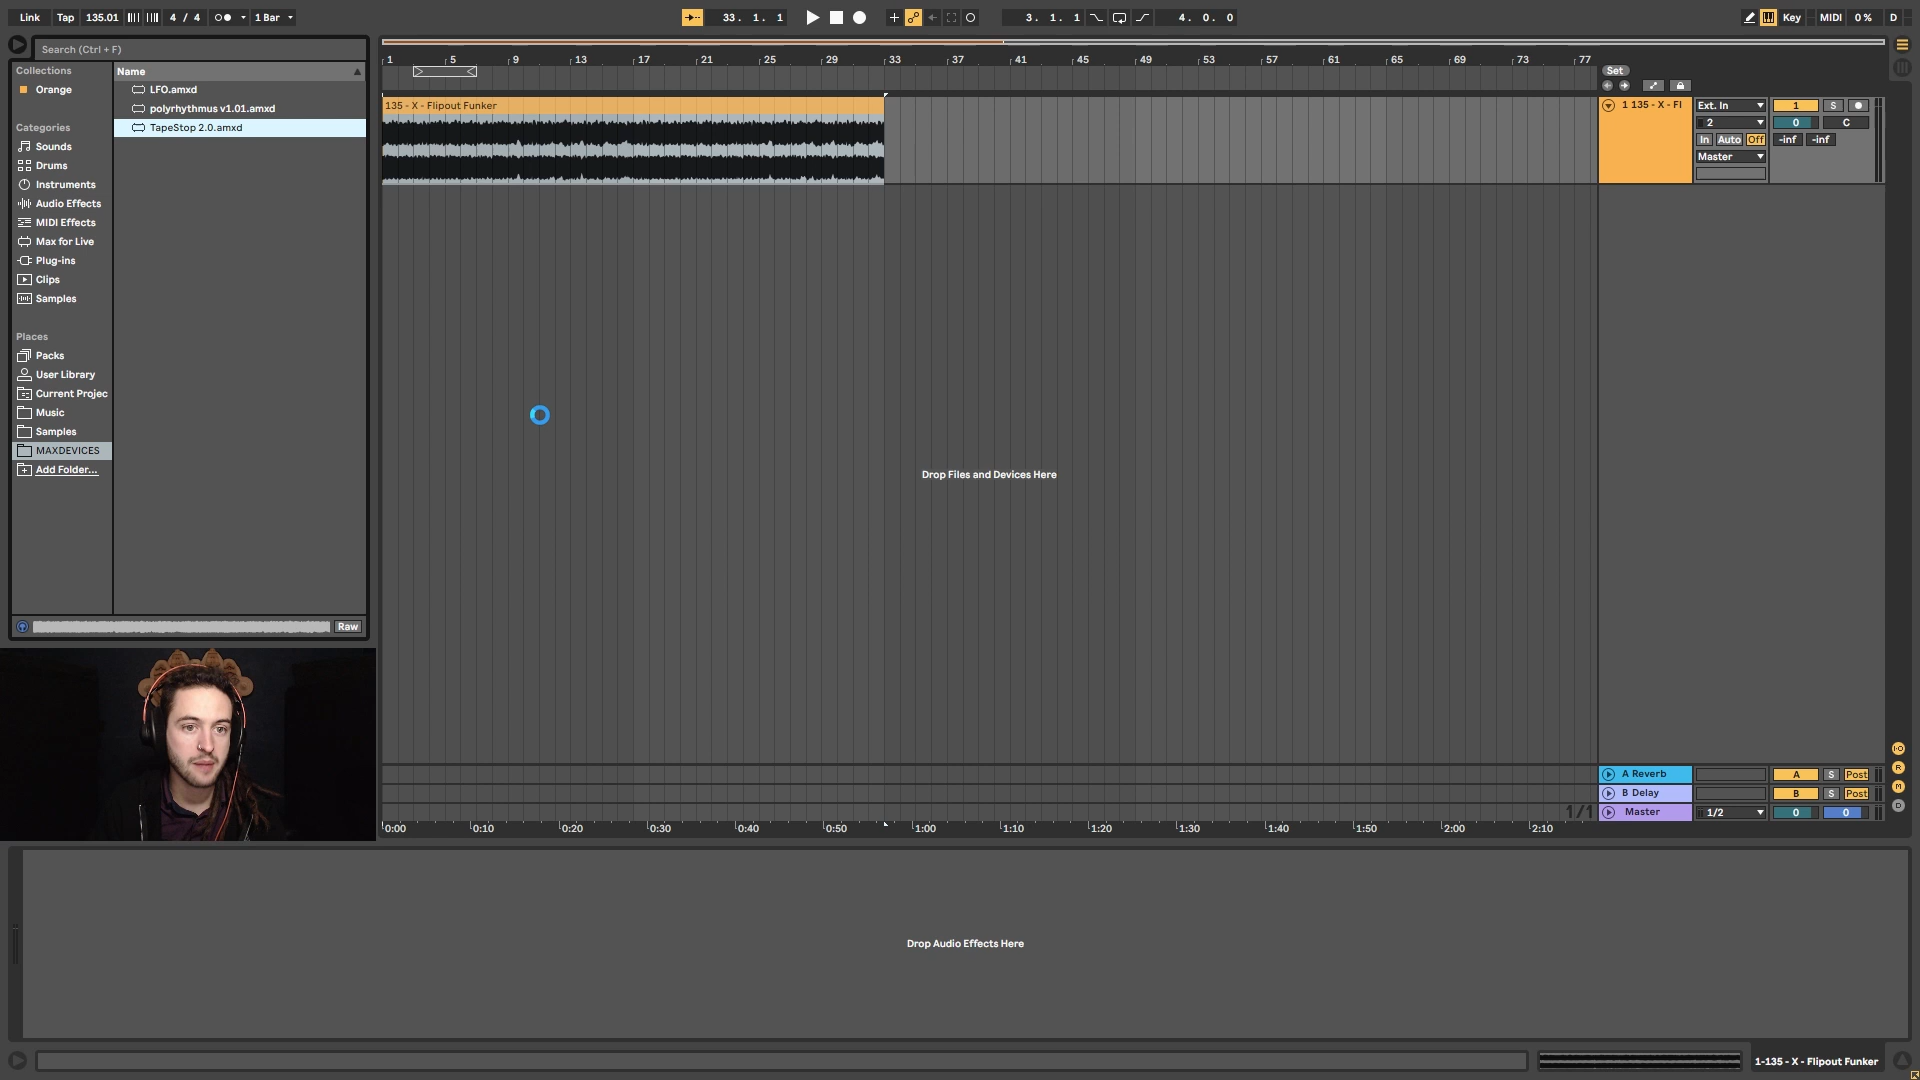 Link Tap 135.01 4 / 4 1 Bar 33. 1. 1 3. 1. 1 4. 0. 0 Key MIDI 0 % D
Search (Ctrl + F)
Collections
Orange
Categories
Sounds
Drums
Instruments
Audio Effects
MIDI Effects
Max for Live
Plug-ins
Clips
Samples
Places
Packs
User Library
Current Projec
Music
Samples
MAXDEVICES
Add Folder...
Name
LFO.amxd
polyrhythmus v1.01.amxd
TapeStop 2.0.amxd
Raw
1 5 9 13 17 21 25 29 33 37 41 45 49 53 57 61 65 69 73 77
Set
135 - X - Flipout Funker
1 135 - X - Fl
Ext. In
1 S
2
0 C
In Auto Off
-inf -inf
Master
Drop Files and Devices Here
A Reverb A S Post
B Delay B S Post
1/1
Master 1/2 0 0
0:00 0:10 0:20 0:30 0:40 0:50 1:00 1:10 1:20 1:30 1:40 1:50 2:00 2:10
R
M
D
Drop Audio Effects Here
1-135 - X - Flipout Funker